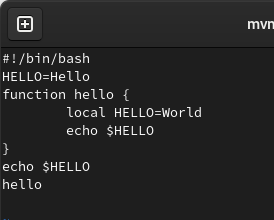 mvn
#!/bin/bash
HELLO=Hello
function hello {
        local HELLO=World
        echo $HELLO
}
echo $HELLO
hello